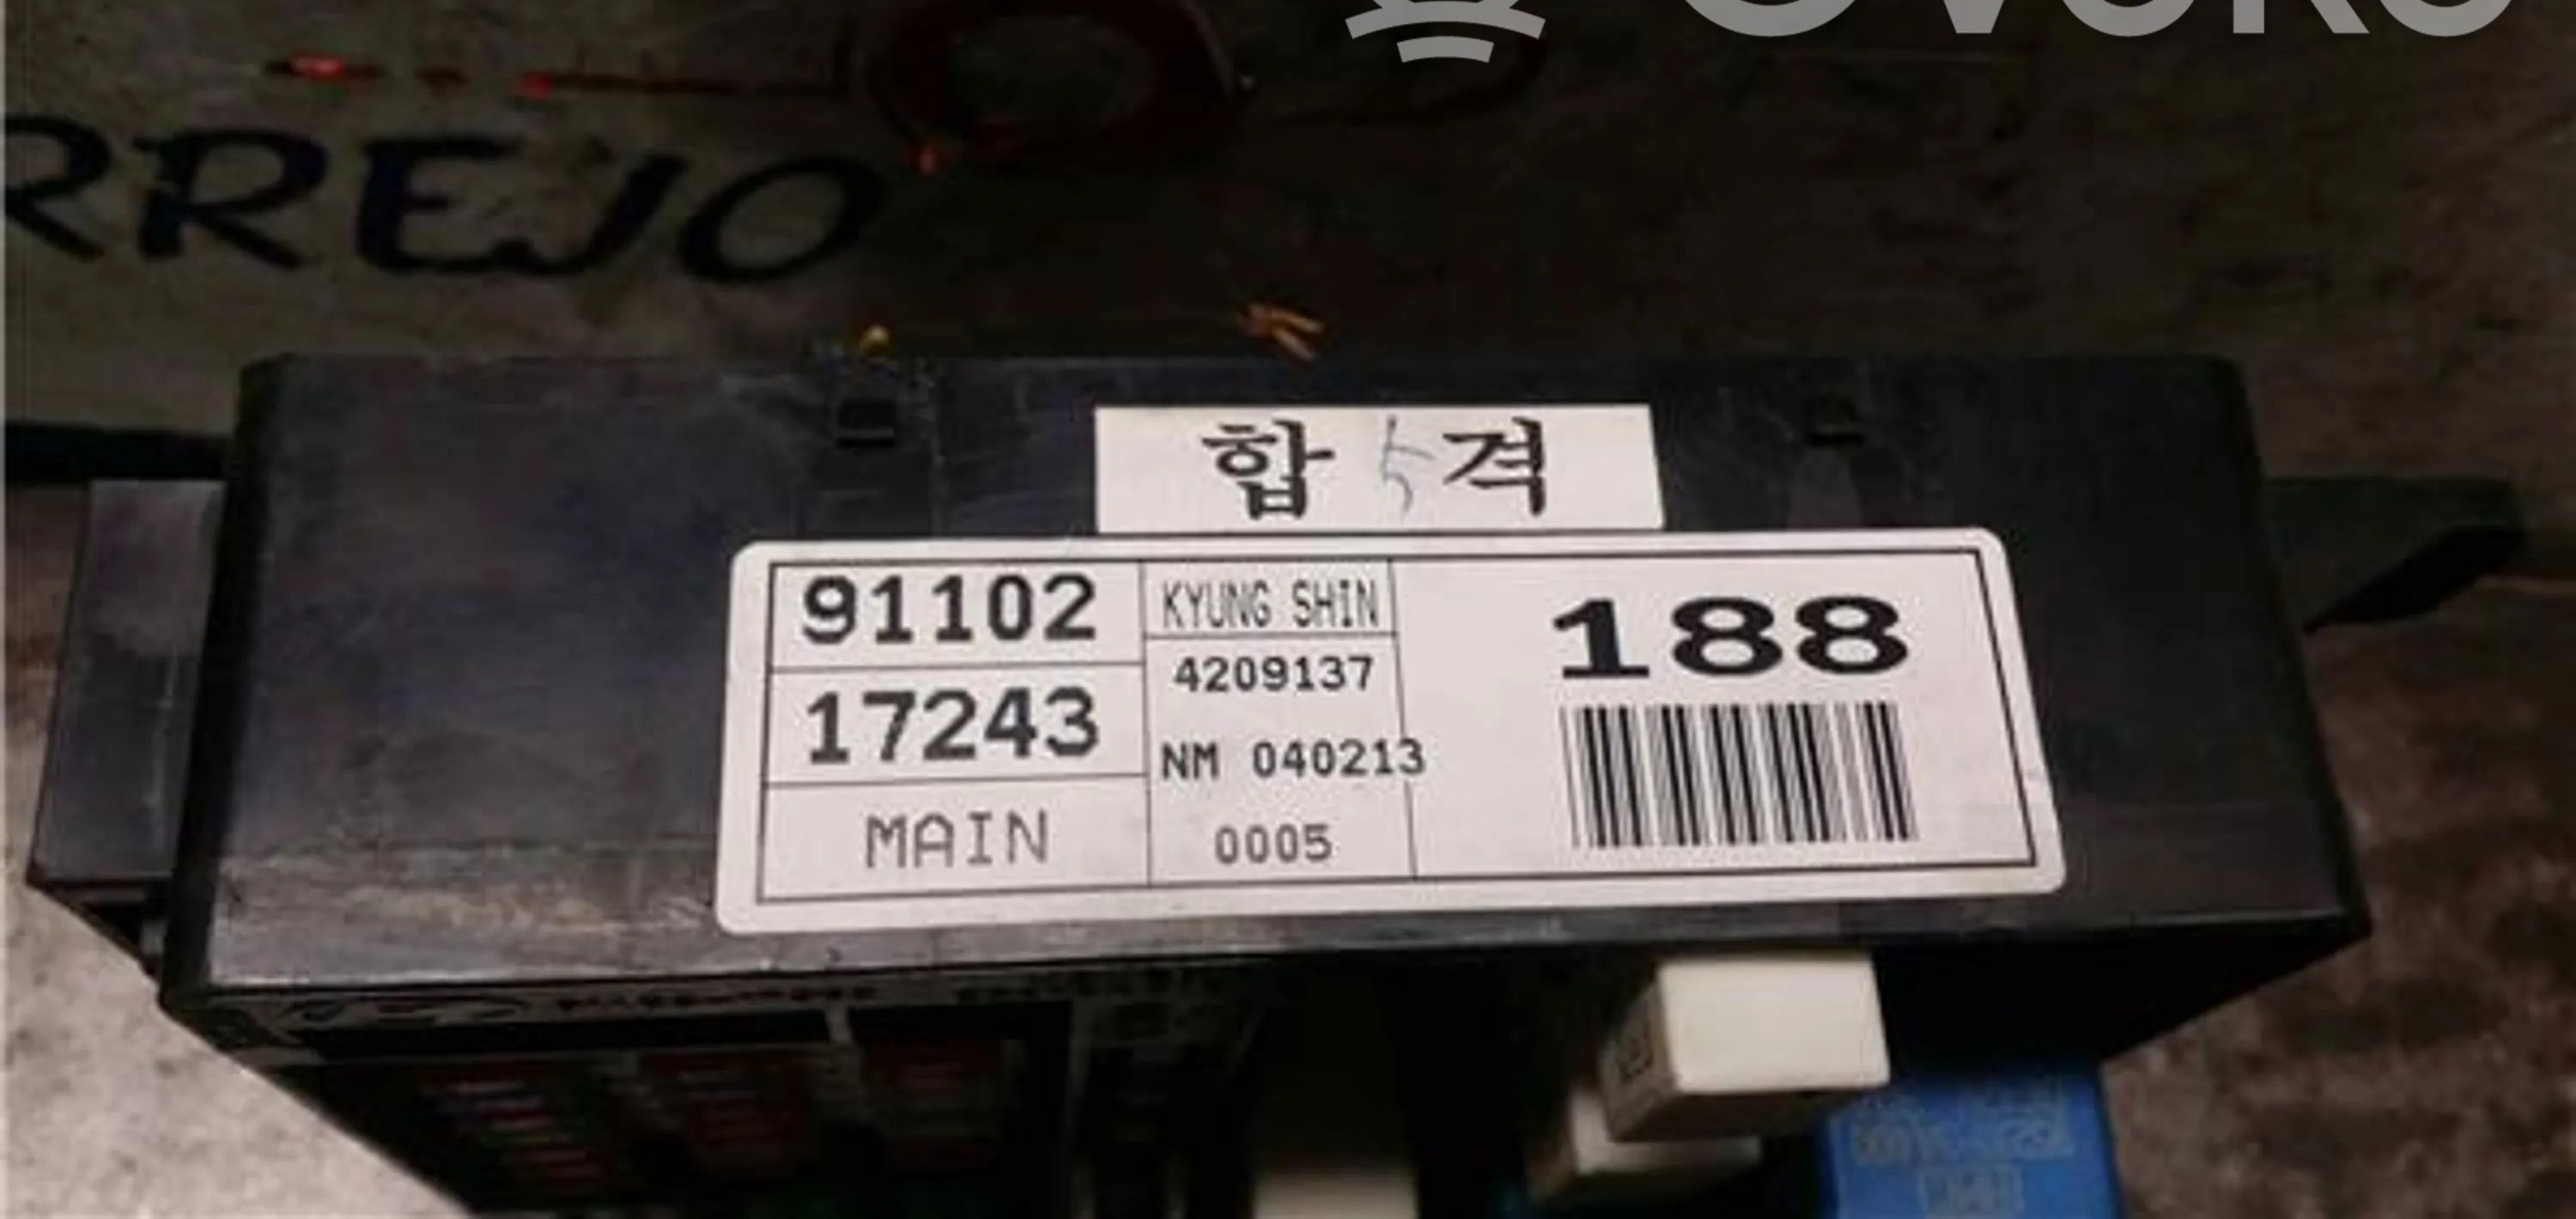 RREJO
합 5 격
91102
17243
MAIN
KYUNG SHIN
4209137
NM 040213
0005
188